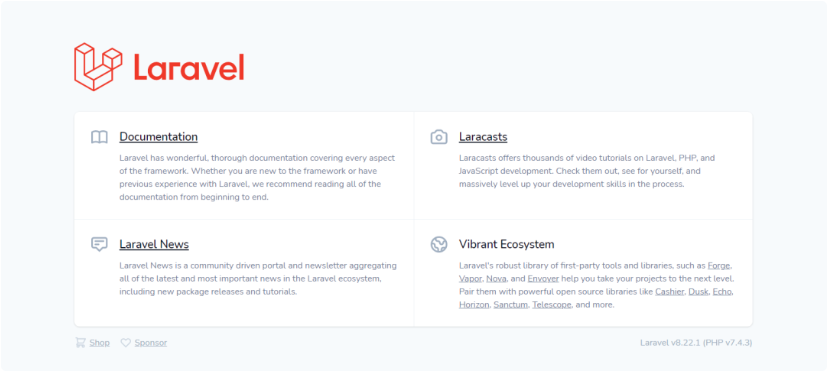 Laravel
Documentation
Laravel has wonderful, thorough documentation covering every aspect
of the framework. Whether you are new to the framework or have
previous experience with Laravel, we recommend reading all of the
documentation from beginning to end.
Laracasts
Laracasts offers thousands of video tutorials on Laravel, PHP, and
JavaScript development. Check them out, see for yourself, and
massively level up your development skills in the process.
Laravel News
Laravel News is a community driven portal and newsletter aggregating
all of the latest and most important news in the Laravel ecosystem,
including new package releases and tutorials.
Vibrant Ecosystem
Laravel's robust library of first-party tools and libraries, such as Forge,
Vapor, Nova, and Envoyer help you take your projects to the next level.
Pair them with powerful open source libraries like Cashier, Dusk, Echo,
Horizon, Sanctum, Telescope, and more.
Shop Sponsor
Laravel v8.22.1 (PHP v7.4.3)